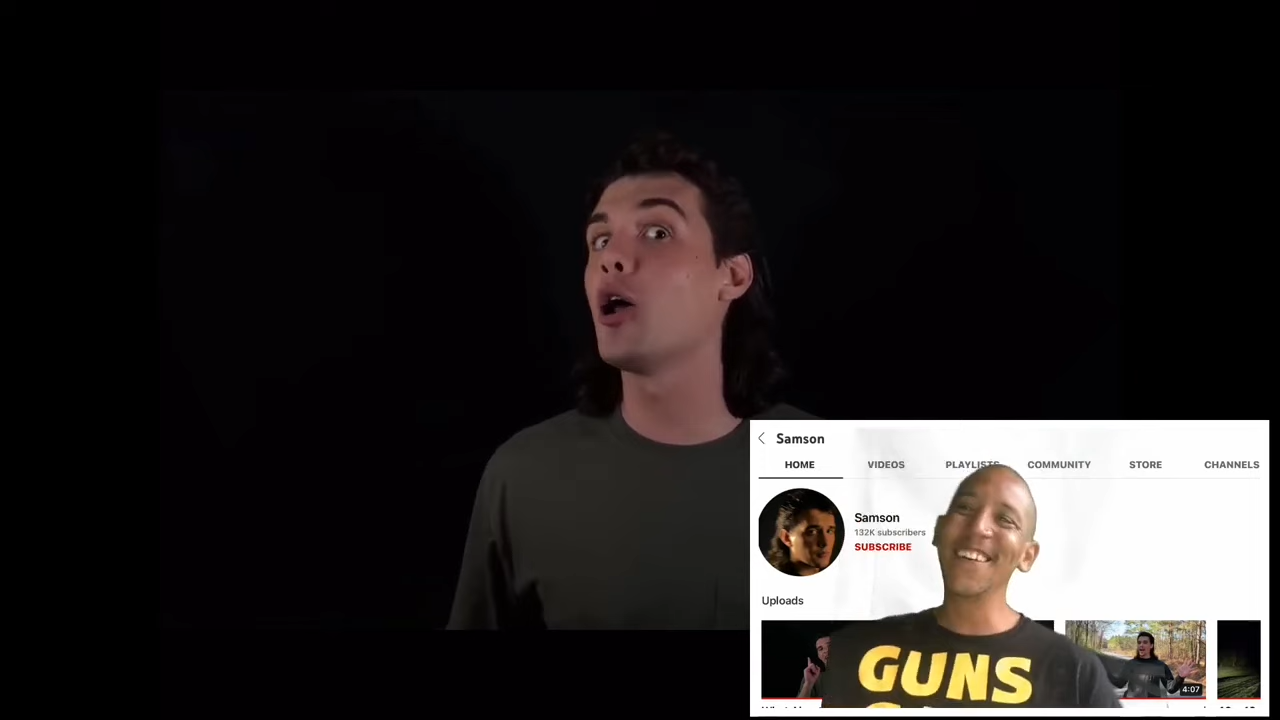 Samson
HOME VIDEOS PLAYLISTS COMMUNITY STORE CHANNELS
Samson
132K subscribers
SUBSCRIBE
Uploads
GUNS
4:07